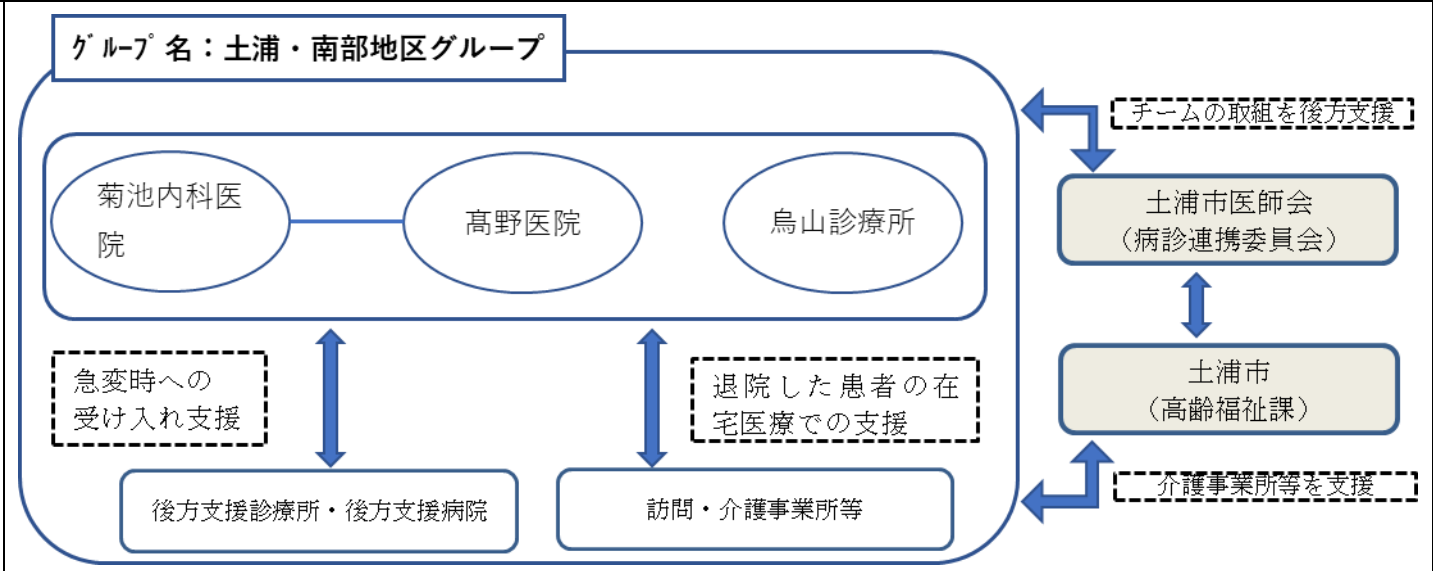 ｸﾞﾙｰﾌﾟ名：土浦・南部地区グループ
チームの取組を後方支援
菊池内科医
院
髙野医院
烏山診療所
土浦市医師会
（病診連携委員会）
急変時への
受け入れ支援
退院した患者の在
宅医療での支援
土浦市
（高齢福祉課）
後方支援診療所・後方支援病院
訪問・介護事業所等
介護事業所等を支援